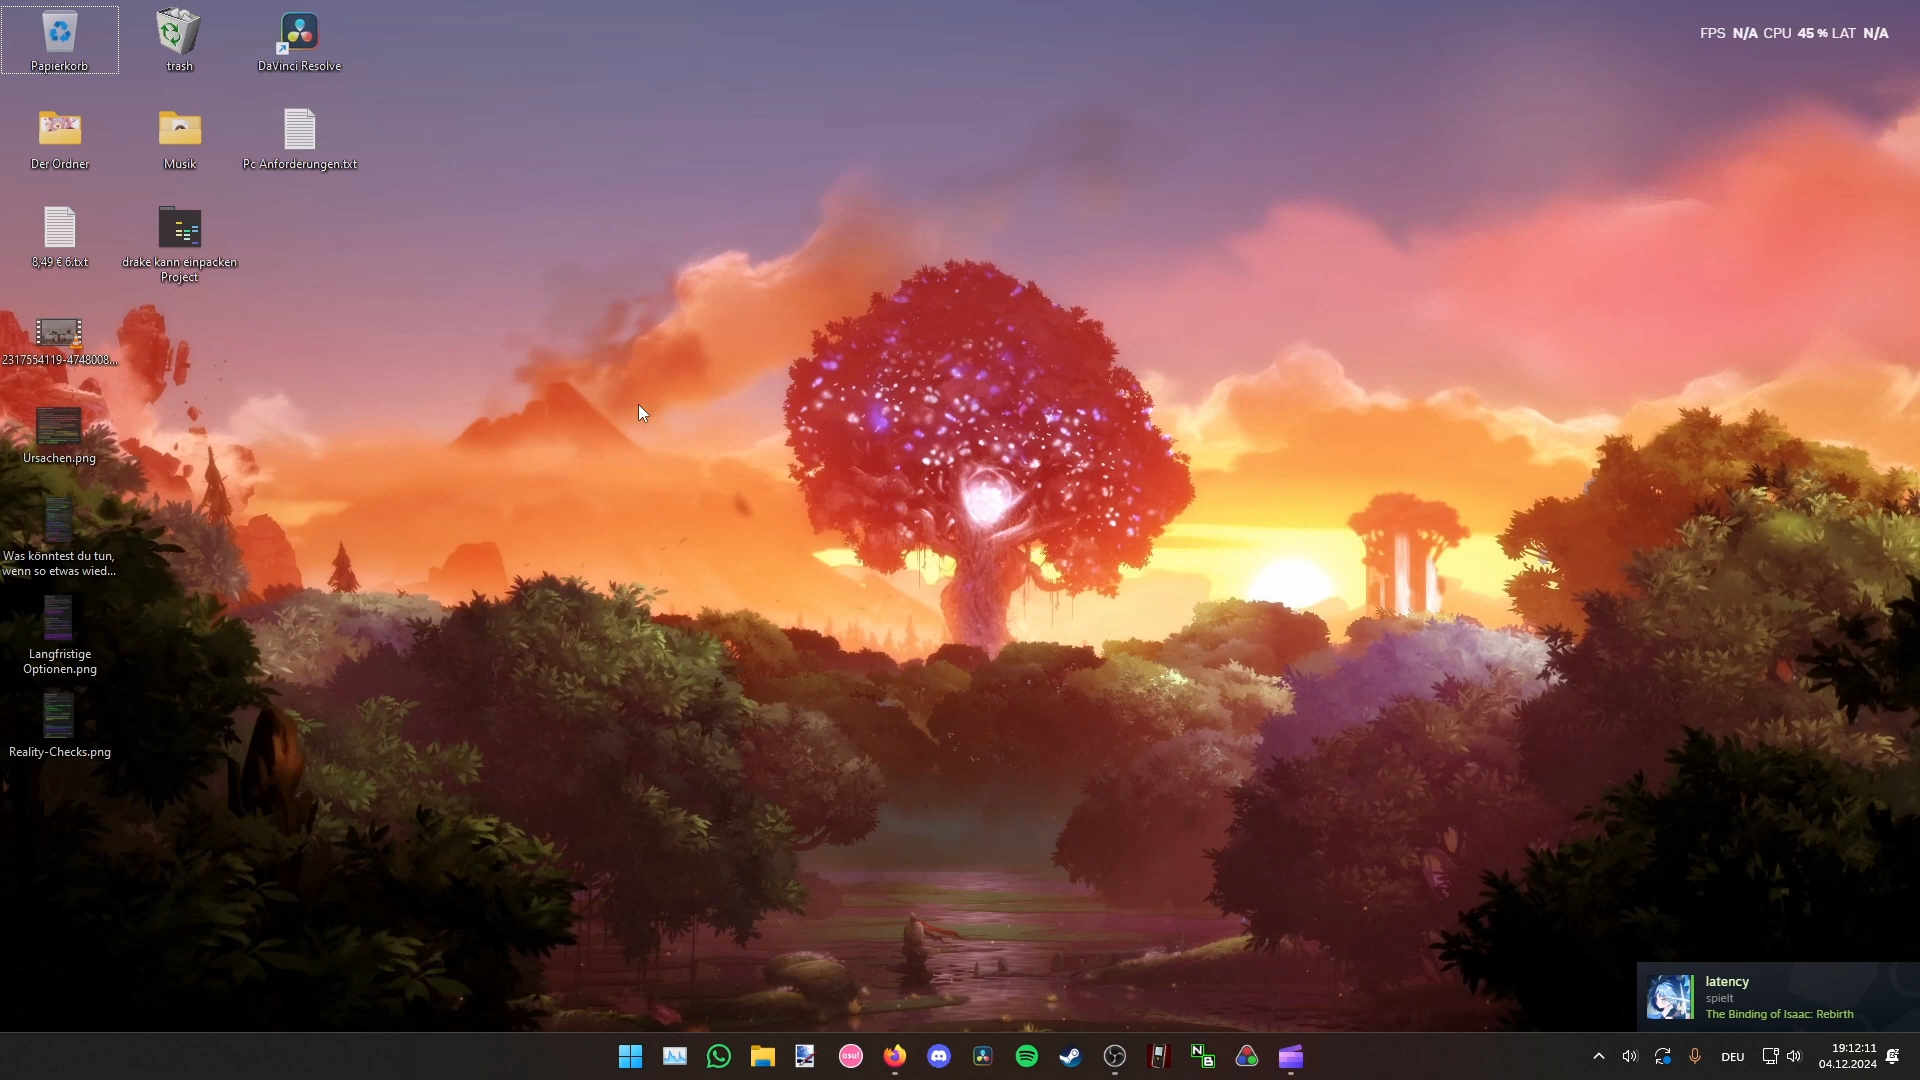 FPS N/A CPU 45 % LAT N/A
Papierkorb
trash
DaVinci Resolve
Der Ordner
Musik
Pc Anforderungen.txt
8,49 € 6.txt
drake kann einpacken
Project
2317554119-4748008...
Ursachen.png
Was könntest du tun,
wenn so etwas wied...
Langfristige
Optionen.png
Reality-Checks.png
latency
spielt
The Binding of Isaac: Rebirth
osu!
N
B
DEU
19:12:11
04.12.2024